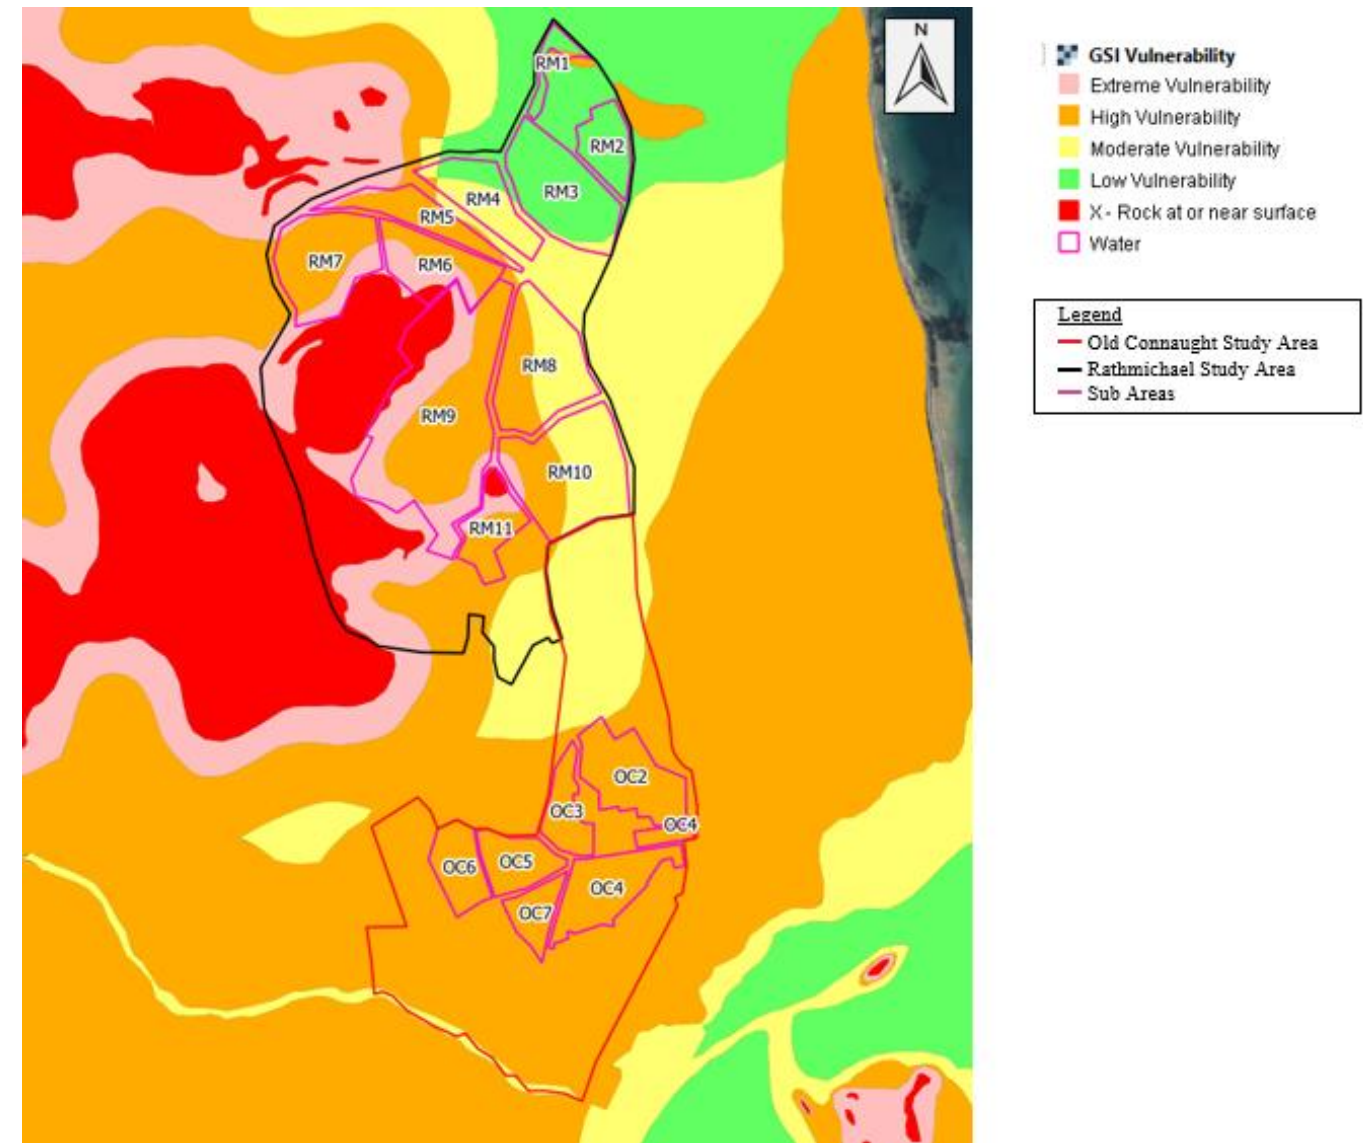 N
GSI Vulnerability
Extreme Vulnerability
High Vulnerability
Moderate Vulnerability
Low Vulnerability
X - Rock at or near surface
Water
Legend
Old Connaught Study Area
Rathmichael Study Area
Sub Areas
RM1
RM2
RM3
RM4
RM5
RM6
RM7
RM8
RM9
RM10
RM11
OC2
OC3
OC4
OC5
OC6
OC4
OC7